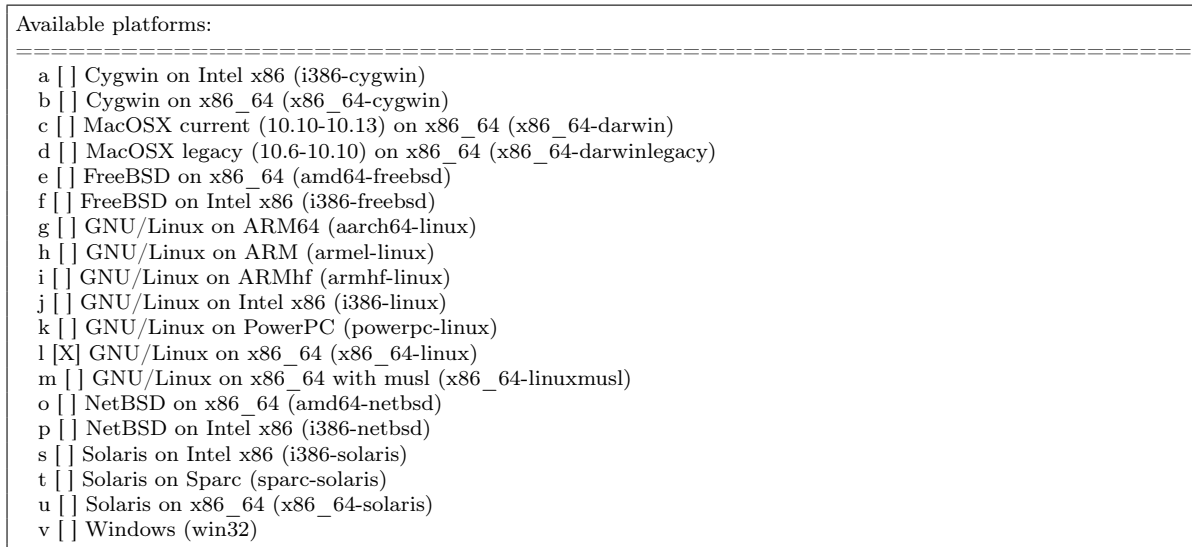 Available platforms:
===================================================================
a [ ] Cygwin on Intel x86 (i386-cygwin)
b [ ] Cygwin on x86_64 (x86_64-cygwin)
c [ ] MacOSX current (10.10-10.13) on x86_64 (x86_64-darwin)
d [ ] MacOSX legacy (10.6-10.10) on x86_64 (x86_64-darwinlegacy)
e [ ] FreeBSD on x86_64 (amd64-freebsd)
f [ ] FreeBSD on Intel x86 (i386-freebsd)
g [ ] GNU/Linux on ARM64 (aarch64-linux)
h [ ] GNU/Linux on ARM (armel-linux)
i [ ] GNU/Linux on ARMhf (armhf-linux)
j [ ] GNU/Linux on Intel x86 (i386-linux)
k [ ] GNU/Linux on PowerPC (powerpc-linux)
l [X] GNU/Linux on x86_64 (x86_64-linux)
m [ ] GNU/Linux on x86_64 with musl (x86_64-linuxmusl)
o [ ] NetBSD on x86_64 (amd64-netbsd)
p [ ] NetBSD on Intel x86 (i386-netbsd)
s [ ] Solaris on Intel x86 (i386-solaris)
t [ ] Solaris on Sparc (sparc-solaris)
u [ ] Solaris on x86_64 (x86_64-solaris)
v [ ] Windows (win32)